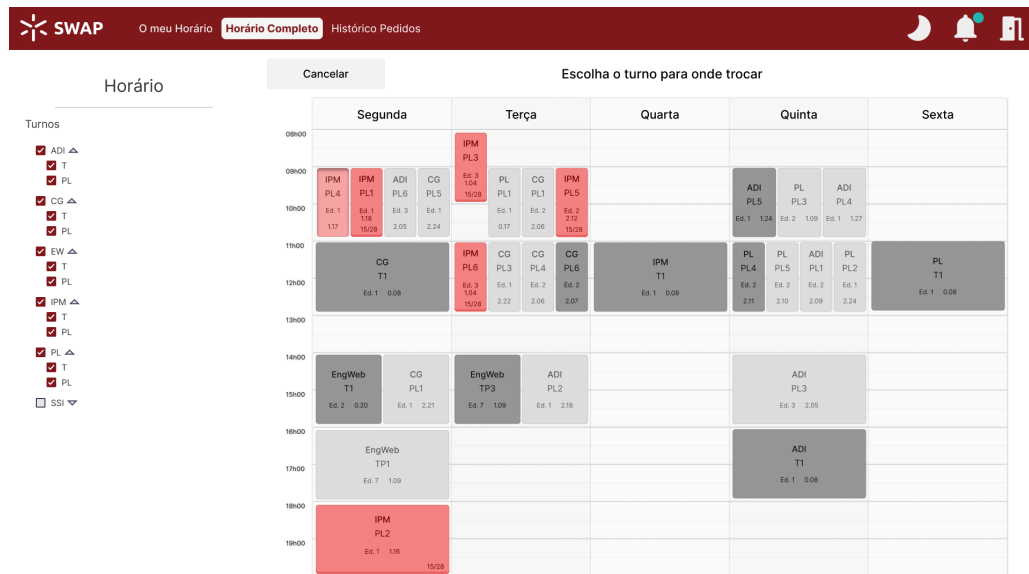 SWAP
O meu Horário
Horário Completo
Histórico Pedidos
Horário
Turnos
ADI
T
PL
CG
T
PL
EW
T
PL
IPM
T
PL
PL
T
PL
SSI
Cancelar
Escolha o turno para onde trocar
Segunda
Terça
Quarta
Quinta
Sexta
08h00
09h00
10h00
11h00
12h00
13h00
14h00
15h00
16h00
17h00
18h00
19h00
IPM
PL4
Ed. 1
1.17
IPM
PL1
Ed. 1
1.18
15/28
ADI
PL6
Ed. 3
2.05
CG
PL5
Ed. 1
2.24
CG
T1
Ed. 1 0.08
EngWeb
T1
Ed. 2 0.20
CG
PL1
Ed. 1 2.21
EngWeb
TP1
Ed. 7 1.09
IPM
PL2
Ed. 1 1.16
15/28
IPM
PL3
Ed. 3
1.04
15/28
PL
PL1
Ed. 1
0.17
CG
PL1
Ed. 2
2.06
IPM
PL5
Ed. 2
2.12
15/28
IPM
PL6
Ed. 3
1.04
15/28
CG
PL3
Ed. 1
2.22
CG
PL4
Ed. 2
2.06
CG
PL6
Ed. 2
2.07
EngWeb
TP3
Ed. 7 1.09
ADI
PL2
Ed. 1 2.18
IPM
T1
Ed. 1 0.08
ADI
PL5
Ed. 1 1.24
PL
PL3
Ed. 2 1.09
ADI
PL4
Ed. 1 1.27
PL
PL4
Ed. 2
2.11
PL
PL5
Ed. 2
2.10
ADI
PL1
Ed. 2
2.09
PL
PL2
Ed. 1
2.24
ADI
PL3
Ed. 3 2.05
ADI
T1
Ed. 1 0.08
PL
T1
Ed. 1 0.08